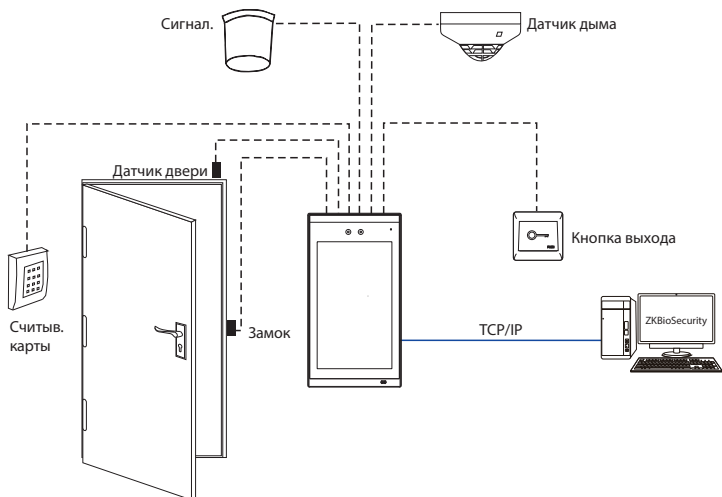 Сигнал.
Датчик дыма
Датчик двери
Кнопка выхода
Считыв.
карты
Замок
TCP/IP
ZKBioSecurity